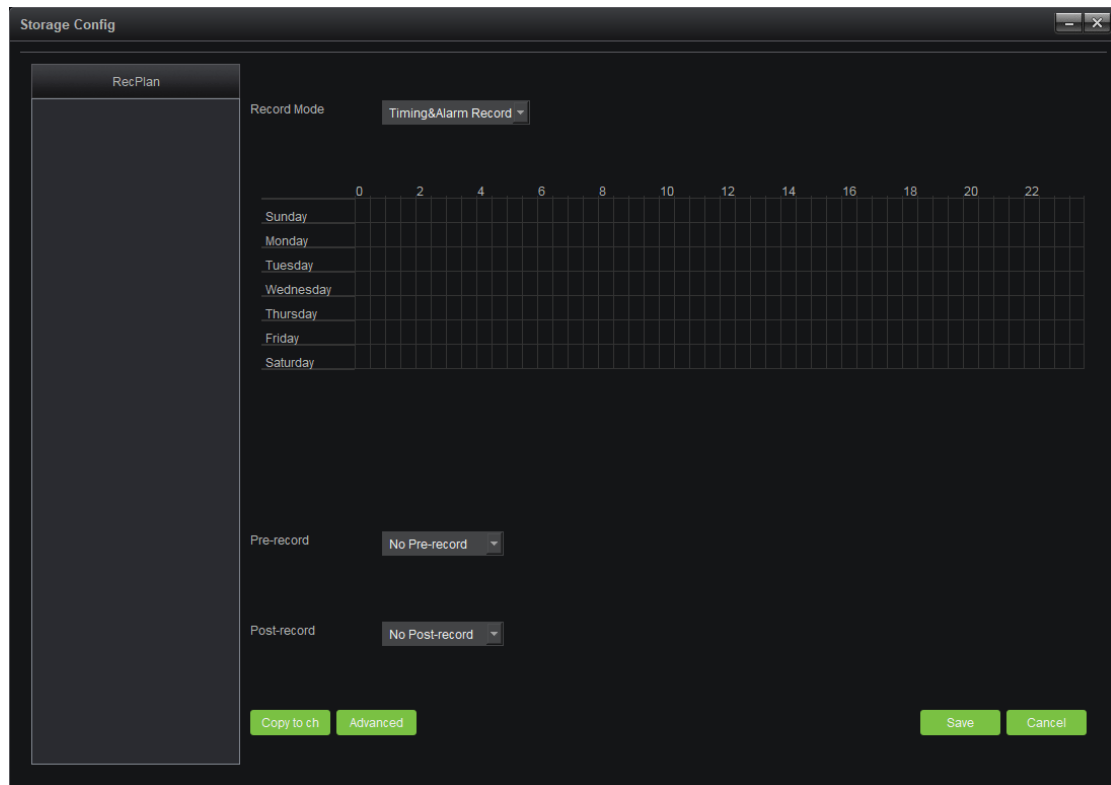 Storage Config
RecPlan
Record Mode Timing&Alarm Record
0 2 4 6 8 10 12 14 16 18 20 22
Sunday
Monday
Tuesday
Wednesday
Thursday
Friday
Saturday
Pre-record No Pre-record
Post-record No Post-record
Copy to ch Advanced Save Cancel